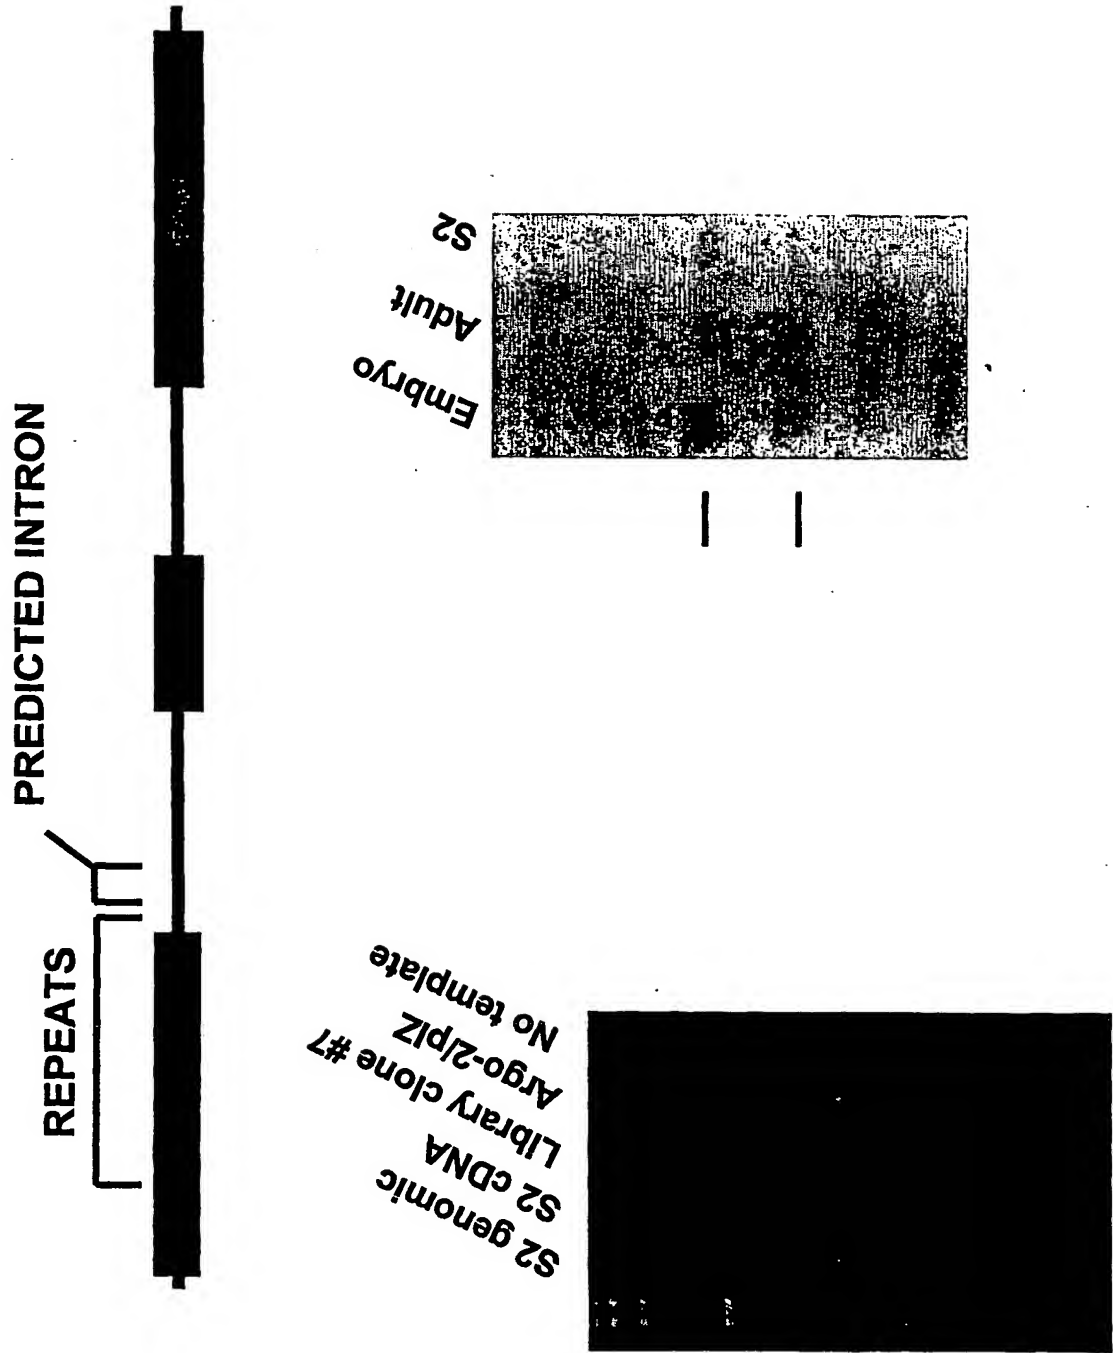 REPEATS
PREDICTED INTRON
S2 genomic
S2 cDNA
Library clone #7
Argo-2/pIZ
No template
Embryo
Adult
S2